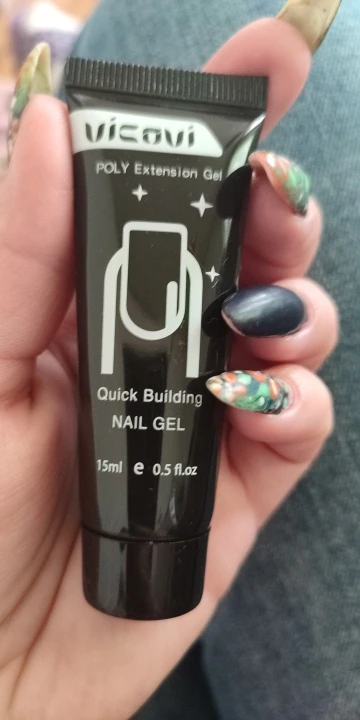 vicovi
POLY Extension Gel
Quick Building
NAIL GEL
15ml e 0.5 fl.oz